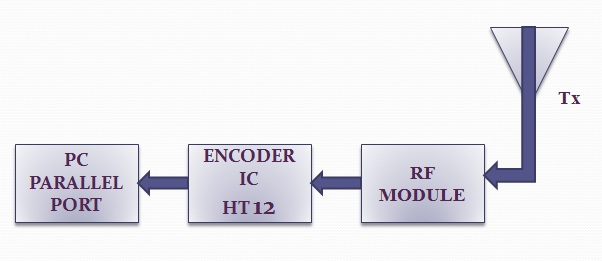 PC
PARALLEL
PORT
ENCODER
IC
HT12
RF
MODULE
Tx